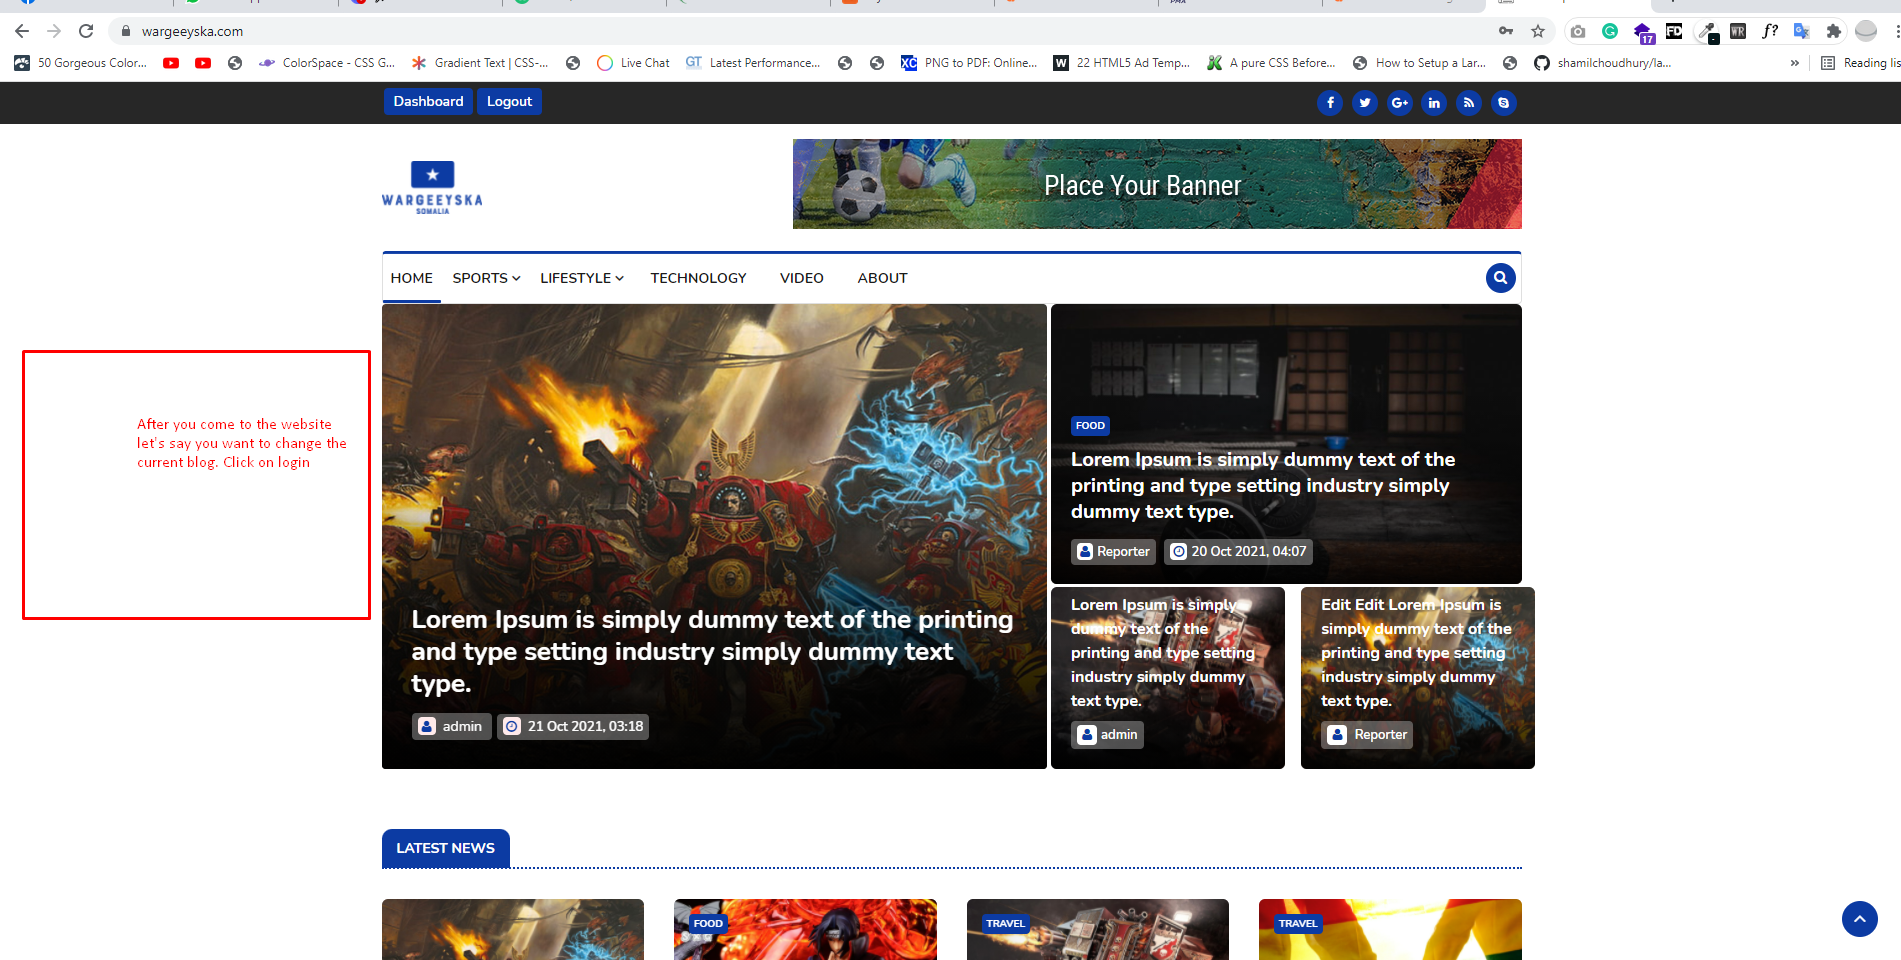 wargeeyska.com
50 Gorgeous Color...
ColorSpace - CSS G...
Gradient Text | CSS-...
Live Chat
GT
Latest Performance...
XC
PNG to PDF: Online...
W
22 HTML5 Ad Temp...
A pure CSS Before...
How to Setup a Lar...
shamilchoudhury/la...
»
Reading lis
17
FD
WR
f?
Dashboard
Logout
WARGEEYSKA
SOMALIA
Place Your Banner
HOME
SPORTS
LIFESTYLE
TECHNOLOGY
VIDEO
ABOUT
After you come to the website
let's say you want to change the
current blog. Click on login
Lorem Ipsum is simply dummy text of the printing
and type setting industry simply dummy text
type.
admin
21 Oct 2021, 03:18
FOOD
Lorem Ipsum is simply dummy text of the
printing and type setting industry simply
dummy text type.
Reporter
20 Oct 2021, 04:07
Lorem Ipsum is simply
dummy text of the
printing and type setting
industry simply dummy
text type.
admin
Edit Edit Lorem Ipsum is
simply dummy text of the
printing and type setting
industry simply dummy
text type.
Reporter
LATEST NEWS
FOOD
TRAVEL
TRAVEL